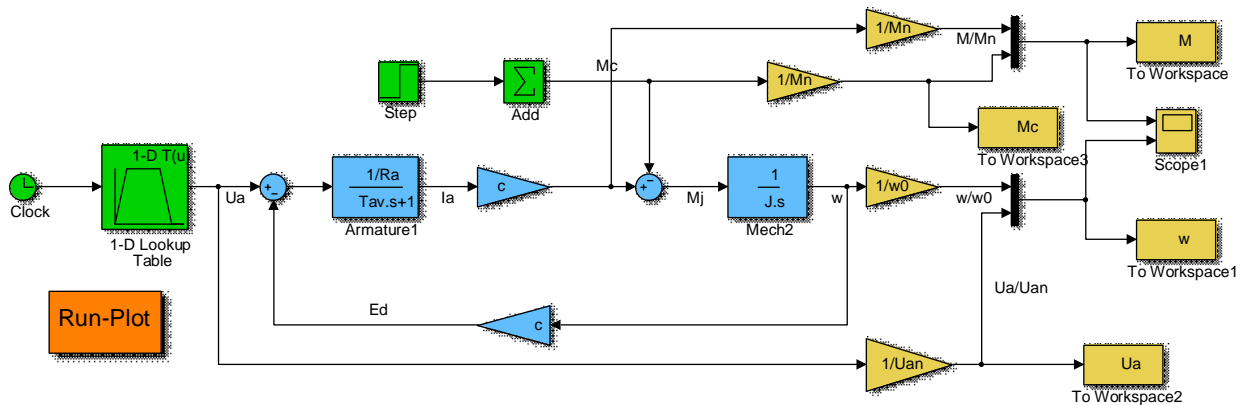 1/Mn
M/Mn
M
To Workspace
Step
Add
Mc
1/Mn
Mc
To Workspace3
Scope1
Clock
1-D T(u
1-D Lookup
Table
Ua
+
−
1/Ra
Tav.s+1
Armature1
Ia
c
+
−
Mj
1
J.s
Mech2
w
1/w0
w/w0
w
To Workspace1
Run-Plot
Ed
c
Ua/Uan
1/Uan
Ua
To Workspace2